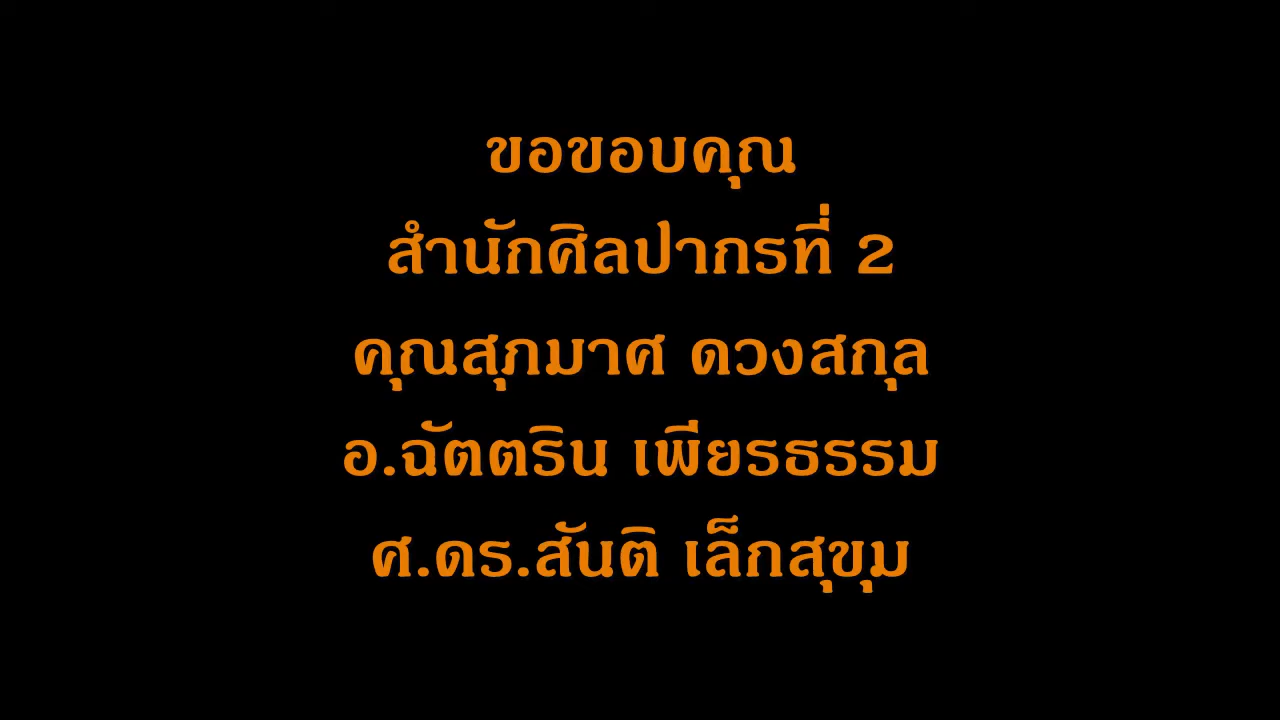 ขอขอบคุณ
สำนักศิลปากรที่ 2
คุณสุภมาศ ดวงสกุล
อ.ฉัตตริน เพียรธรรม
ศ.ดร.สันติ เล็กสุขุม